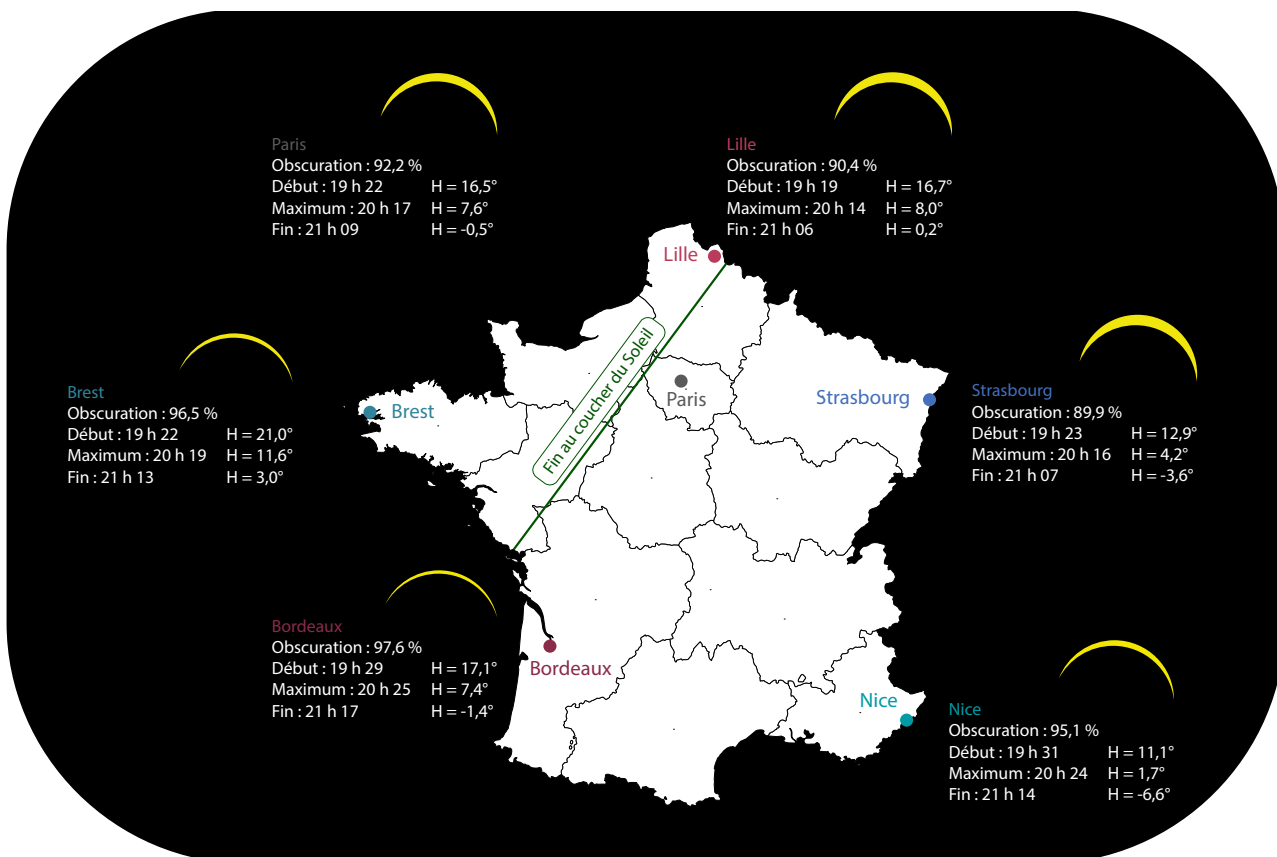 Paris
Obscuration : 92,2 %
Début : 19 h 22 H = 16,5°
Maximum : 20 h 17 H = 7,6°
Fin : 21 h 09 H = -0,5°
Lille
Obscuration : 90,4 %
Début : 19 h 19 H = 16,7°
Maximum : 20 h 14 H = 8,0°
Fin : 21 h 06 H = 0,2°
Lille
Fin au coucher du Soleil
Brest
Obscuration : 96,5 %
Début : 19 h 22 H = 21,0°
Maximum : 20 h 19 H = 11,6°
Fin : 21 h 13 H = 3,0°
Brest
Paris
Strasbourg
Strasbourg
Obscuration : 89,9 %
Début : 19 h 23 H = 12,9°
Maximum : 20 h 16 H = 4,2°
Fin : 21 h 07 H = -3,6°
Bordeaux
Obscuration : 97,6 %
Début : 19 h 29 H = 17,1°
Maximum : 20 h 25 H = 7,4°
Fin : 21 h 17 H = -1,4°
Bordeaux
Nice
Nice
Obscuration : 95,1 %
Début : 19 h 31 H = 11,1°
Maximum : 20 h 24 H = 1,7°
Fin : 21 h 14 H = -6,6°